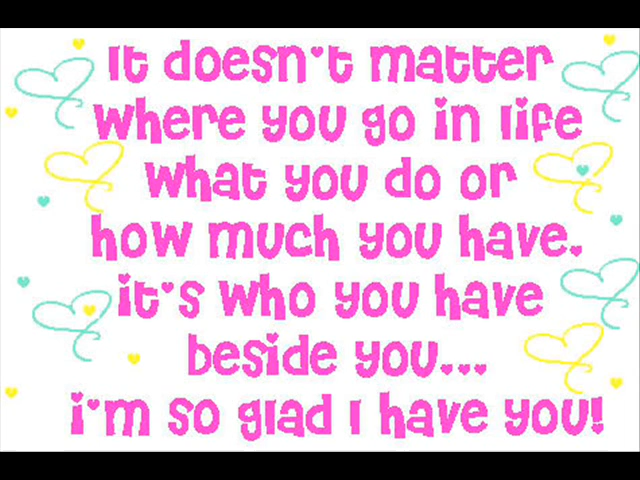 It doesn't matter
where you go in life
what you do or
how much you have.
it's who you have
beside you...
i'm so glad I have you!